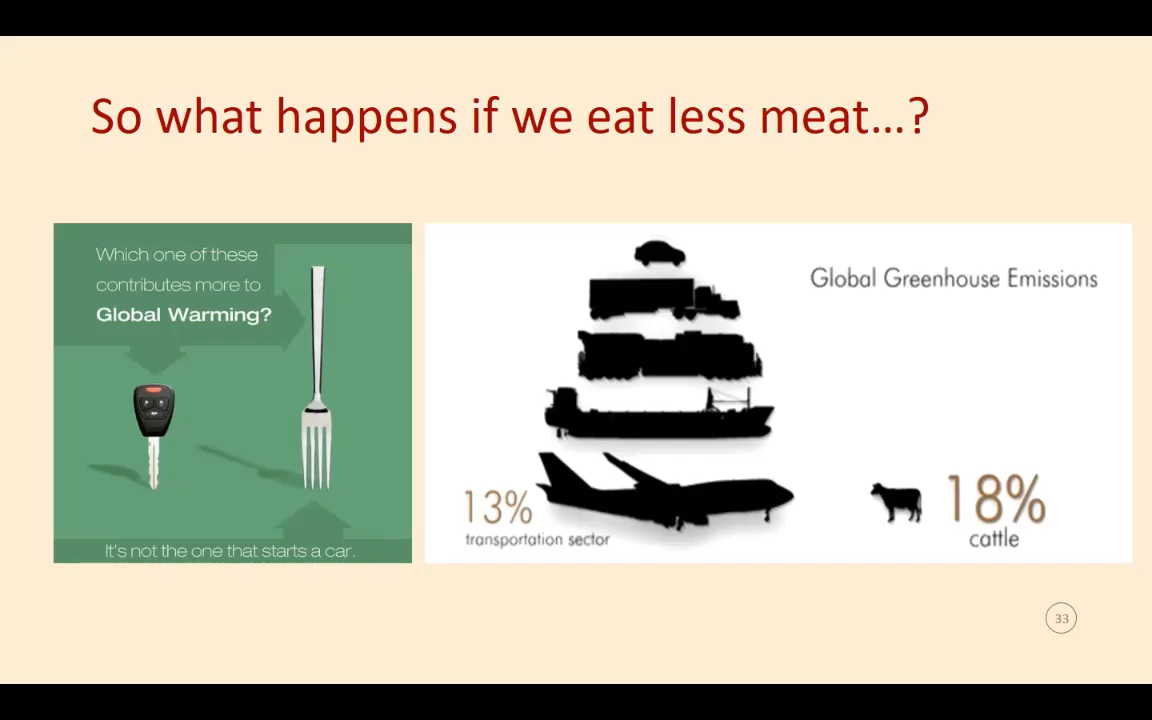 So what happens if we eat less meat…?
Which one of these
contributes more to
Global Warming?
It's not the one that starts a car.
Global Greenhouse Emissions
13%
transportation sector
18%
cattle
33